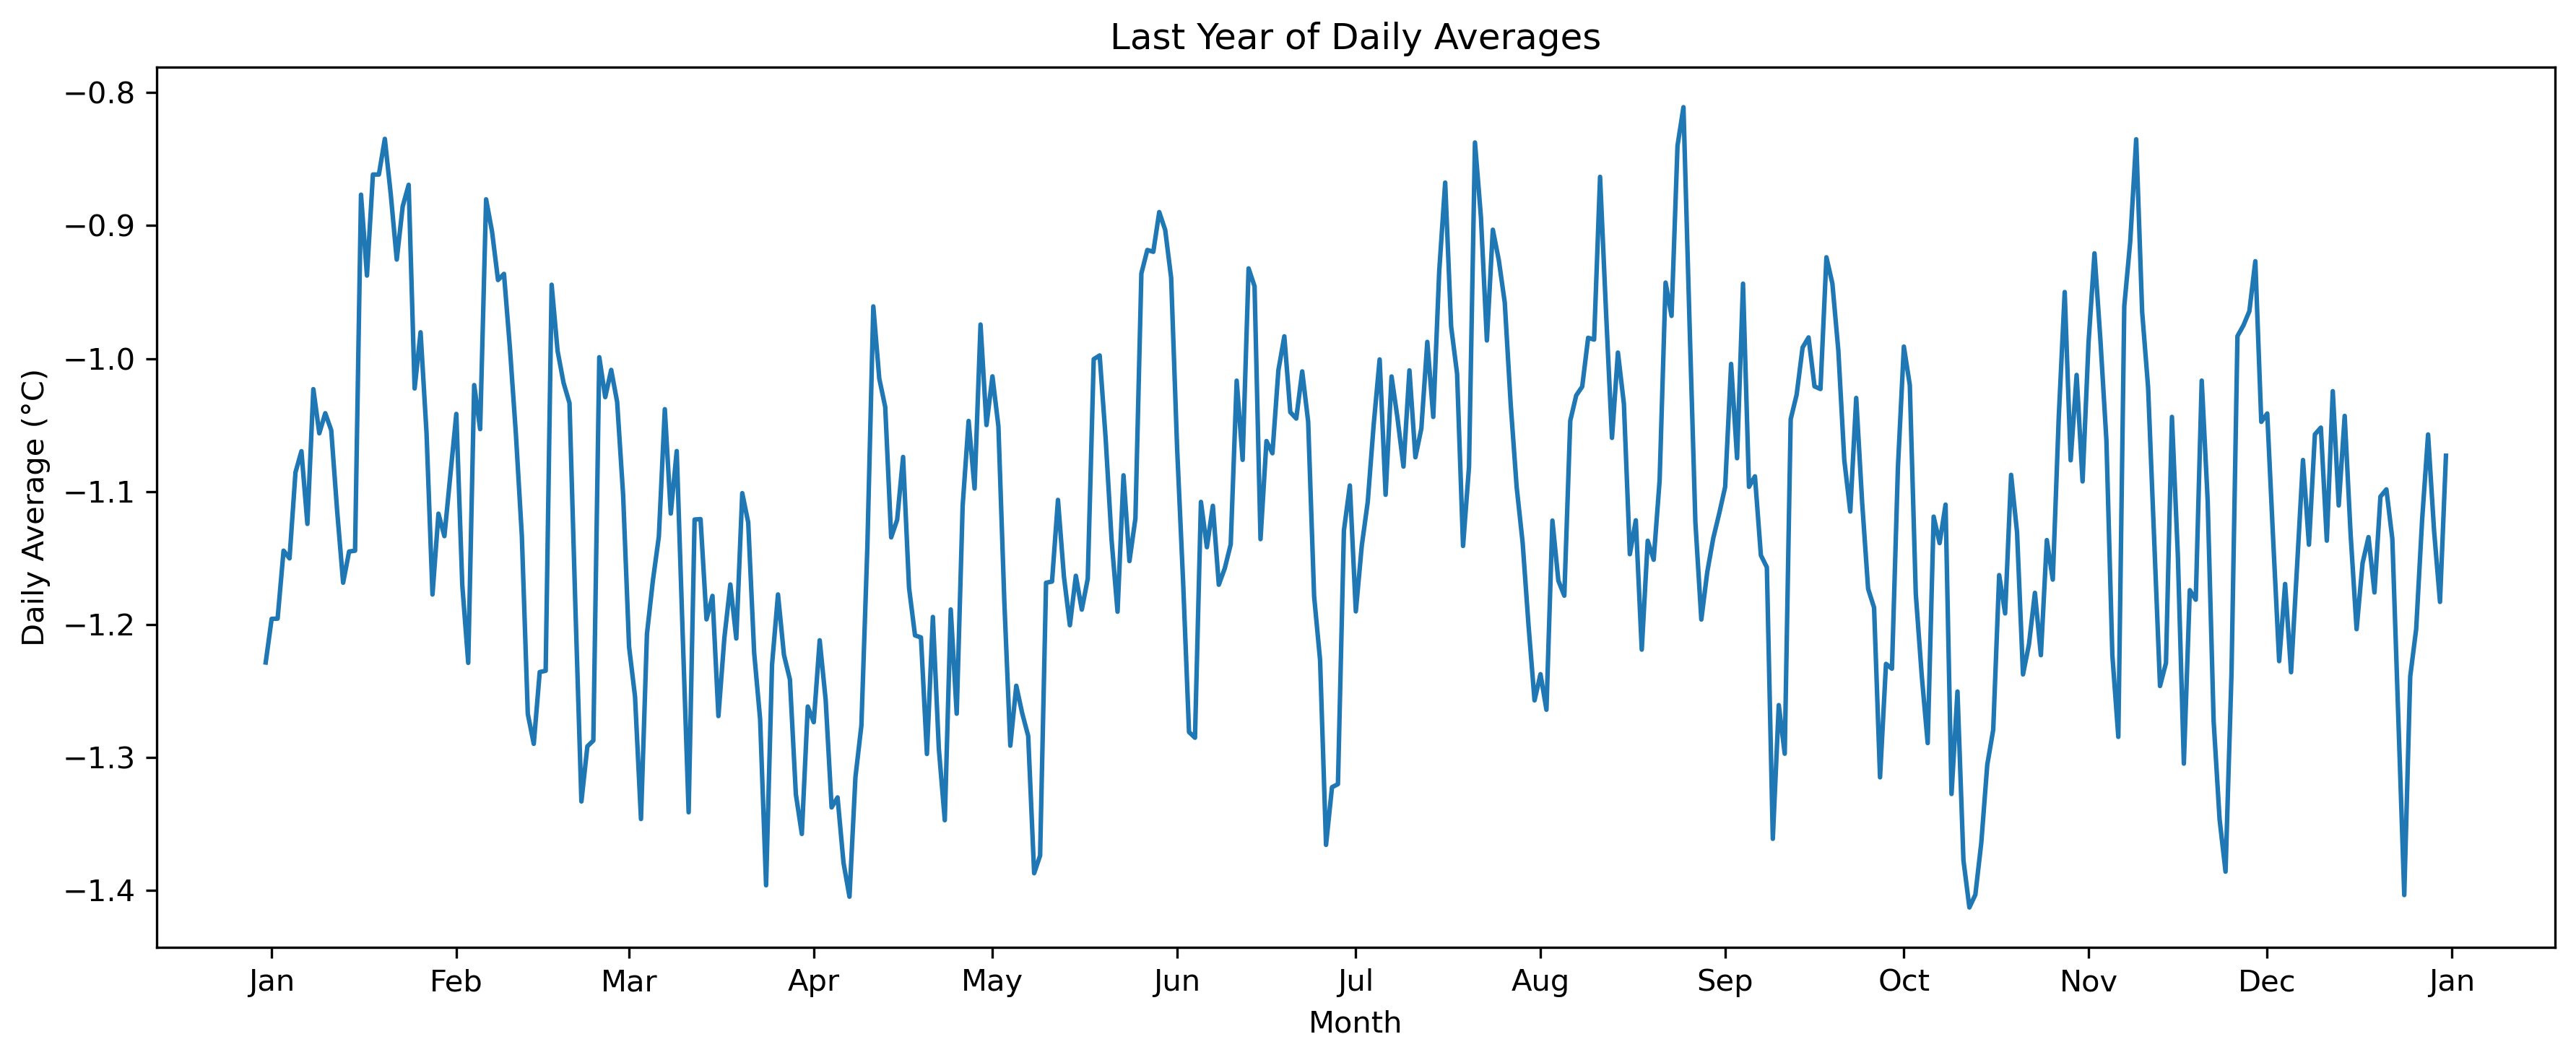 Last Year of Daily Averages
Daily Average (°C)
−0.8
−0.9
−1.0
−1.1
−1.2
−1.3
−1.4
Jan Feb Mar Apr May Jun Jul Aug Sep Oct Nov Dec Jan
Month